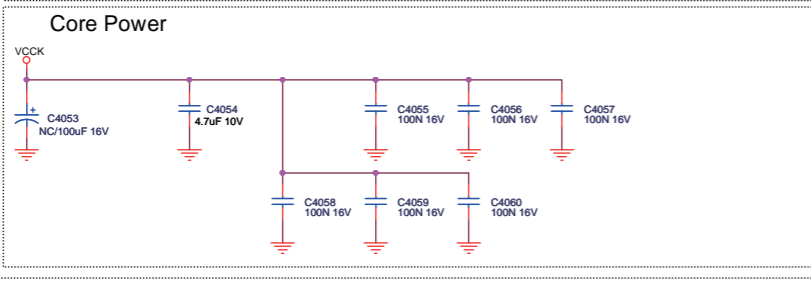 Core Power
VCCK
+
C4053
NC/100uF 16V
C4054
4.7uF 10V
C4055
100N 16V
C4056
100N 16V
C4057
100N 16V
C4058
100N 16V
C4059
100N 16V
C4060
100N 16V